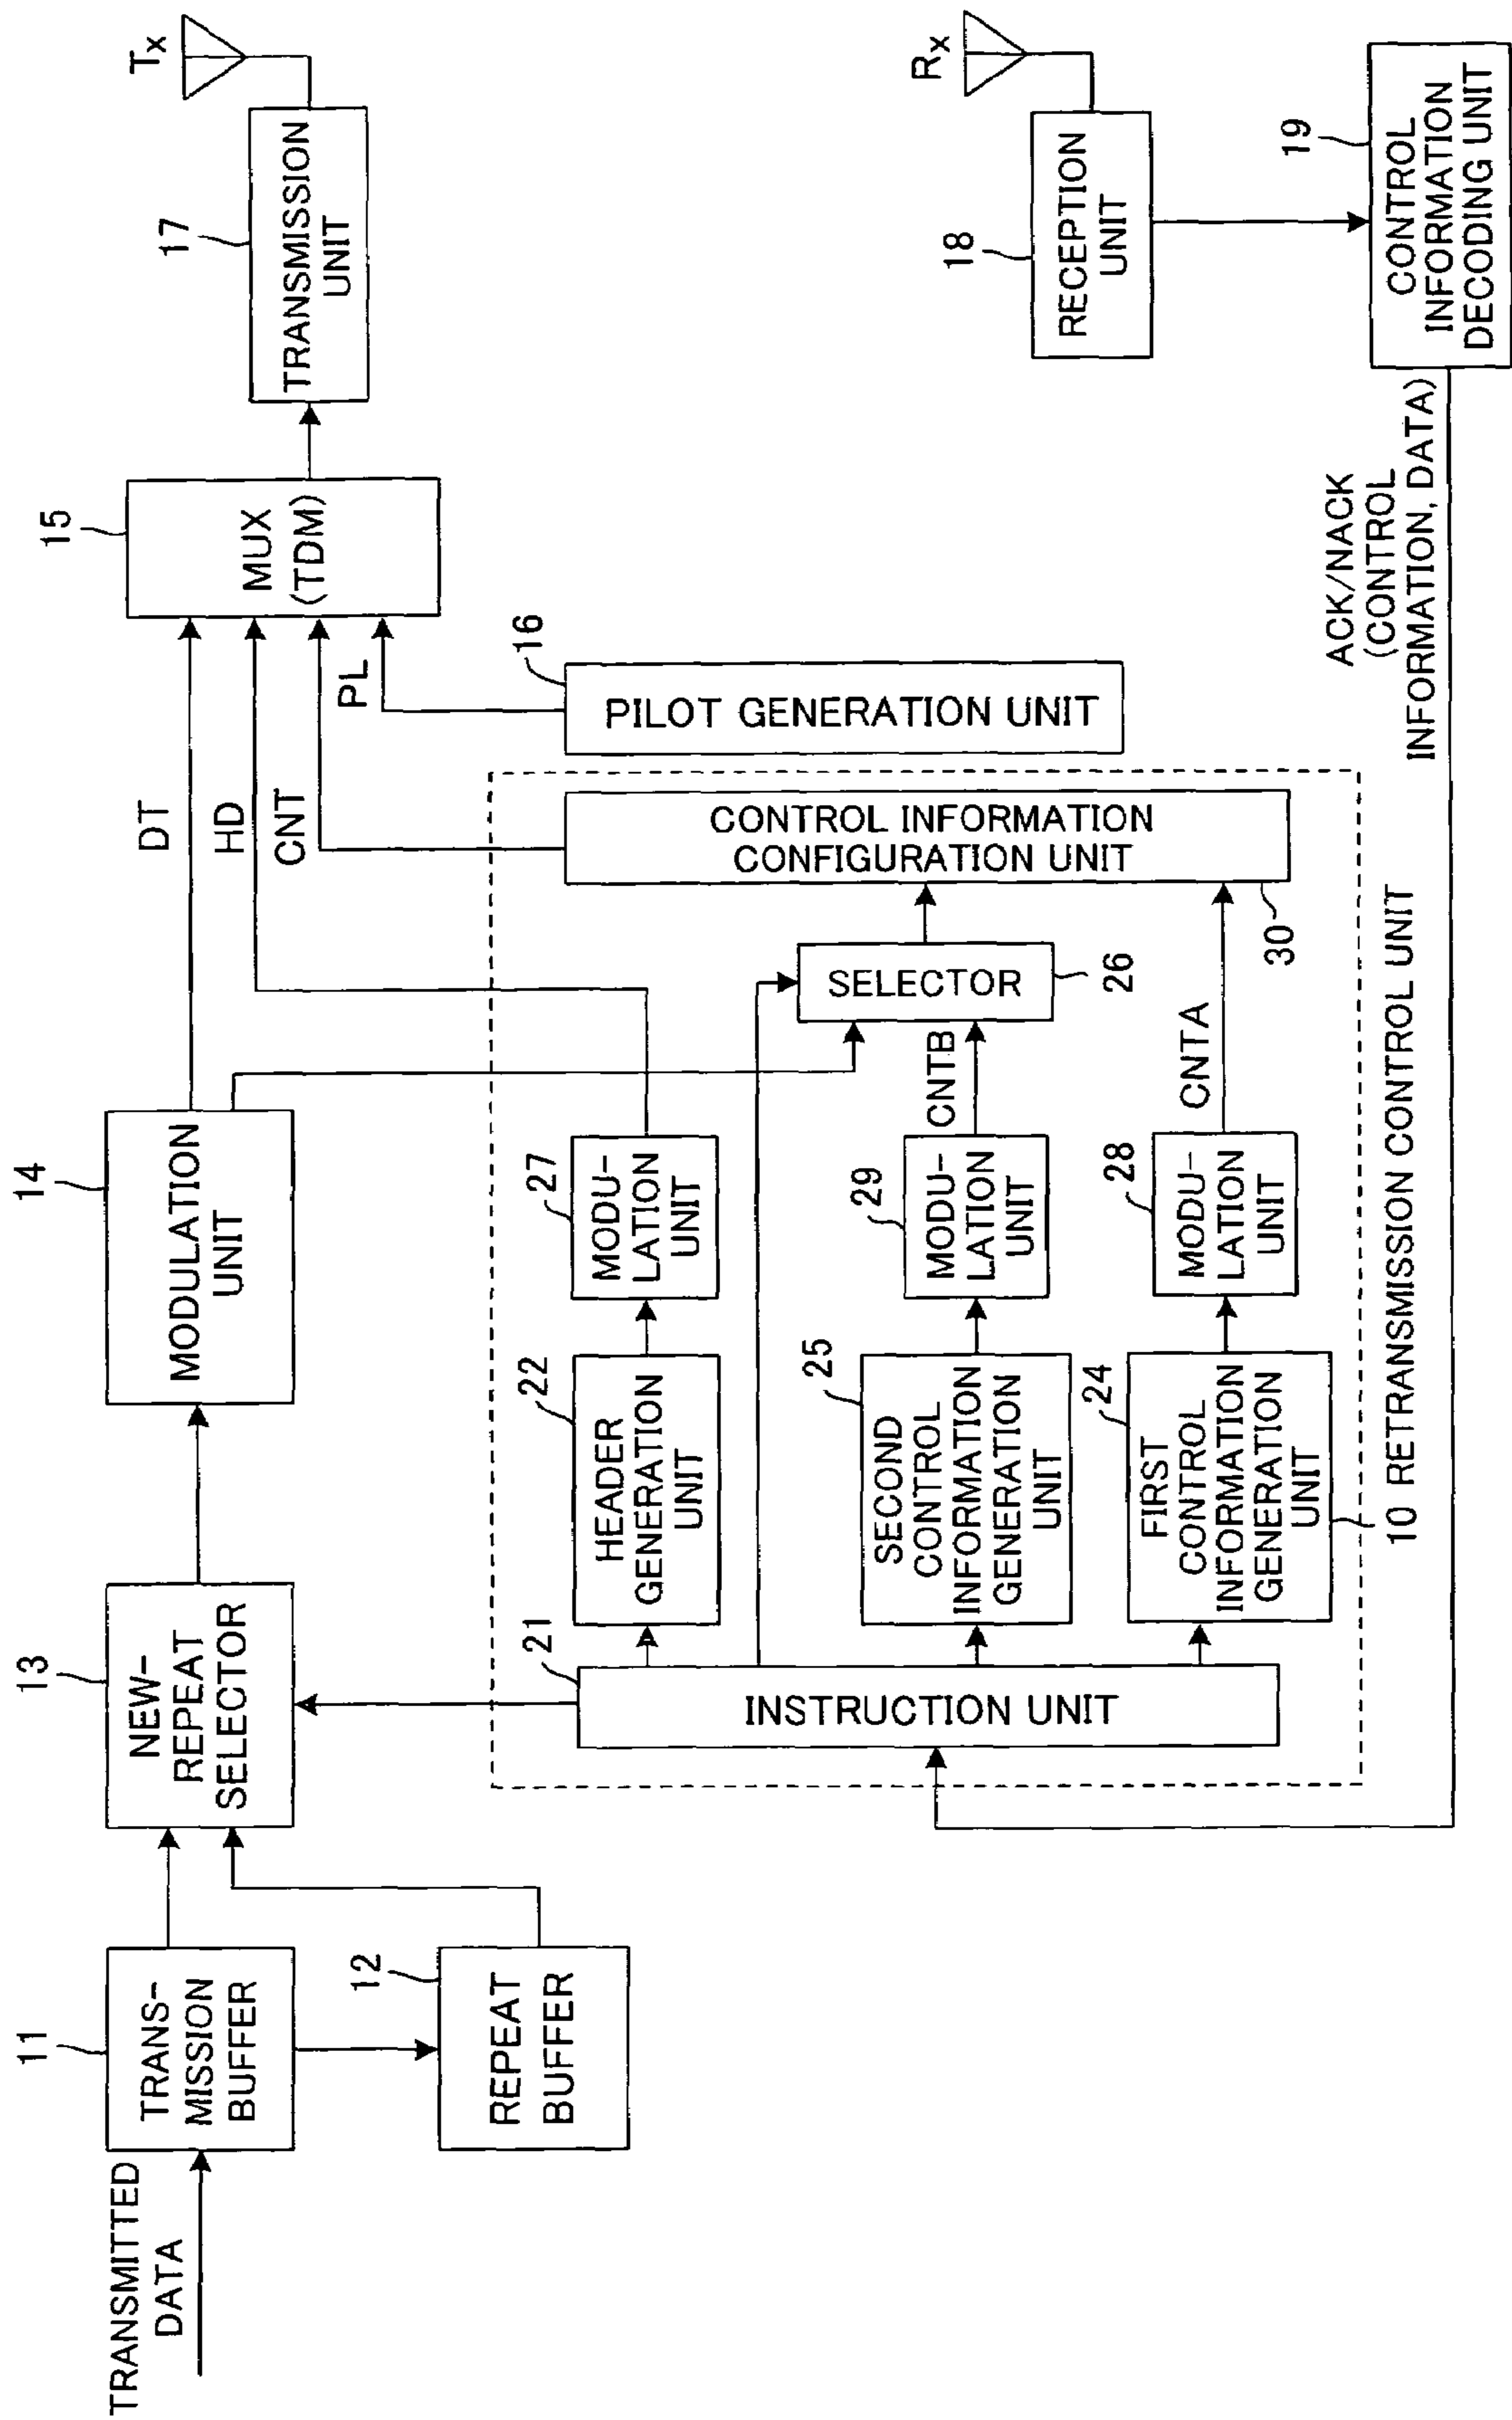 TRANSMITTED
DATA
11
TRANS-
MISSION
BUFFER
12
REPEAT
BUFFER
13
NEW-
REPEAT
SELECTOR
14
MODULATION
UNIT
DT
HD
CNT
PL
15
MUX
(TDM)
17
TRANSMISSION
UNIT
Tx
16
PILOT GENERATION UNIT
21
INSTRUCTION UNIT
22
HEADER
GENERATION
UNIT
27
MODU-
LATION
UNIT
25
SECOND
CONTROL
INFORMATION
GENERATION
UNIT
29
MODU-
LATION
UNIT
CNTB
SELECTOR
26
24
FIRST
CONTROL
INFORMATION
GENERATION
UNIT
28
MODU-
LATION
UNIT
CNTA
CONTROL INFORMATION
CONFIGURATION UNIT
30
10 RETRANSMISSION CONTROL UNIT
Rx
18
RECEPTION
UNIT
19
CONTROL
INFORMATION
DECODING UNIT
ACK/NACK
(CONTROL
INFORMATION, DATA)